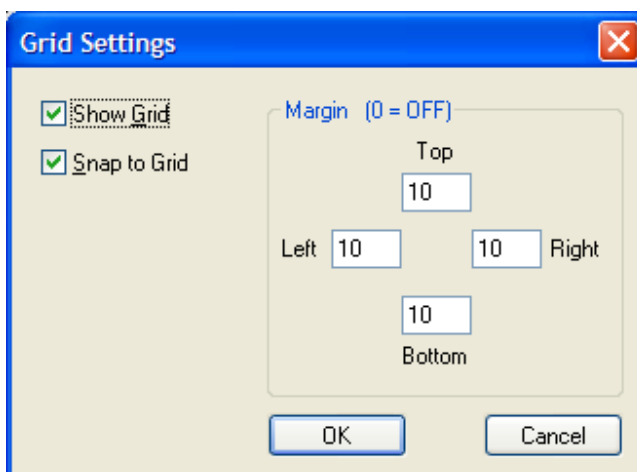 Grid Settings
Show Grid
Snap to Grid
Margin (0 = OFF)
Top
10
Left 10 10 Right
10
Bottom
OK Cancel